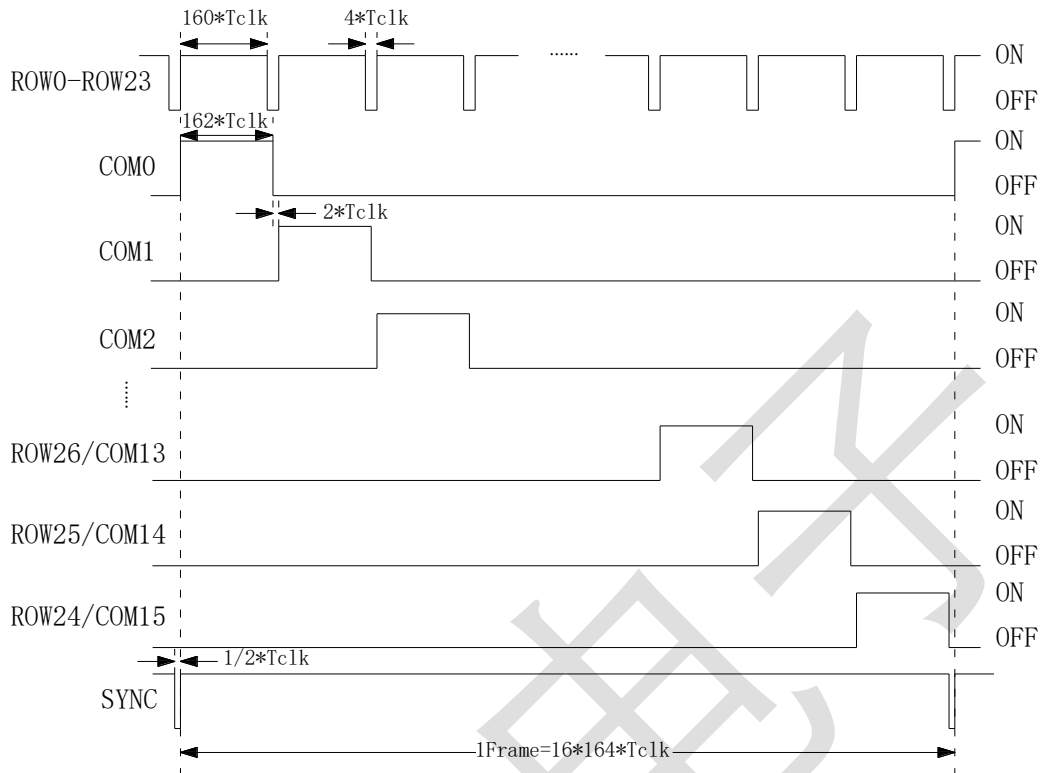 160*Tclk 4*Tclk
ROW0-ROW23 ...... ON
OFF
162*Tclk
COM0 ON
OFF
2*Tclk
COM1 ON
OFF
COM2 ON
OFF
......
ROW26/COM13 ON
OFF
ROW25/COM14 ON
OFF
ROW24/COM15 ON
OFF
1/2*Tclk
SYNC
1Frame=16*164*Tclk
电子